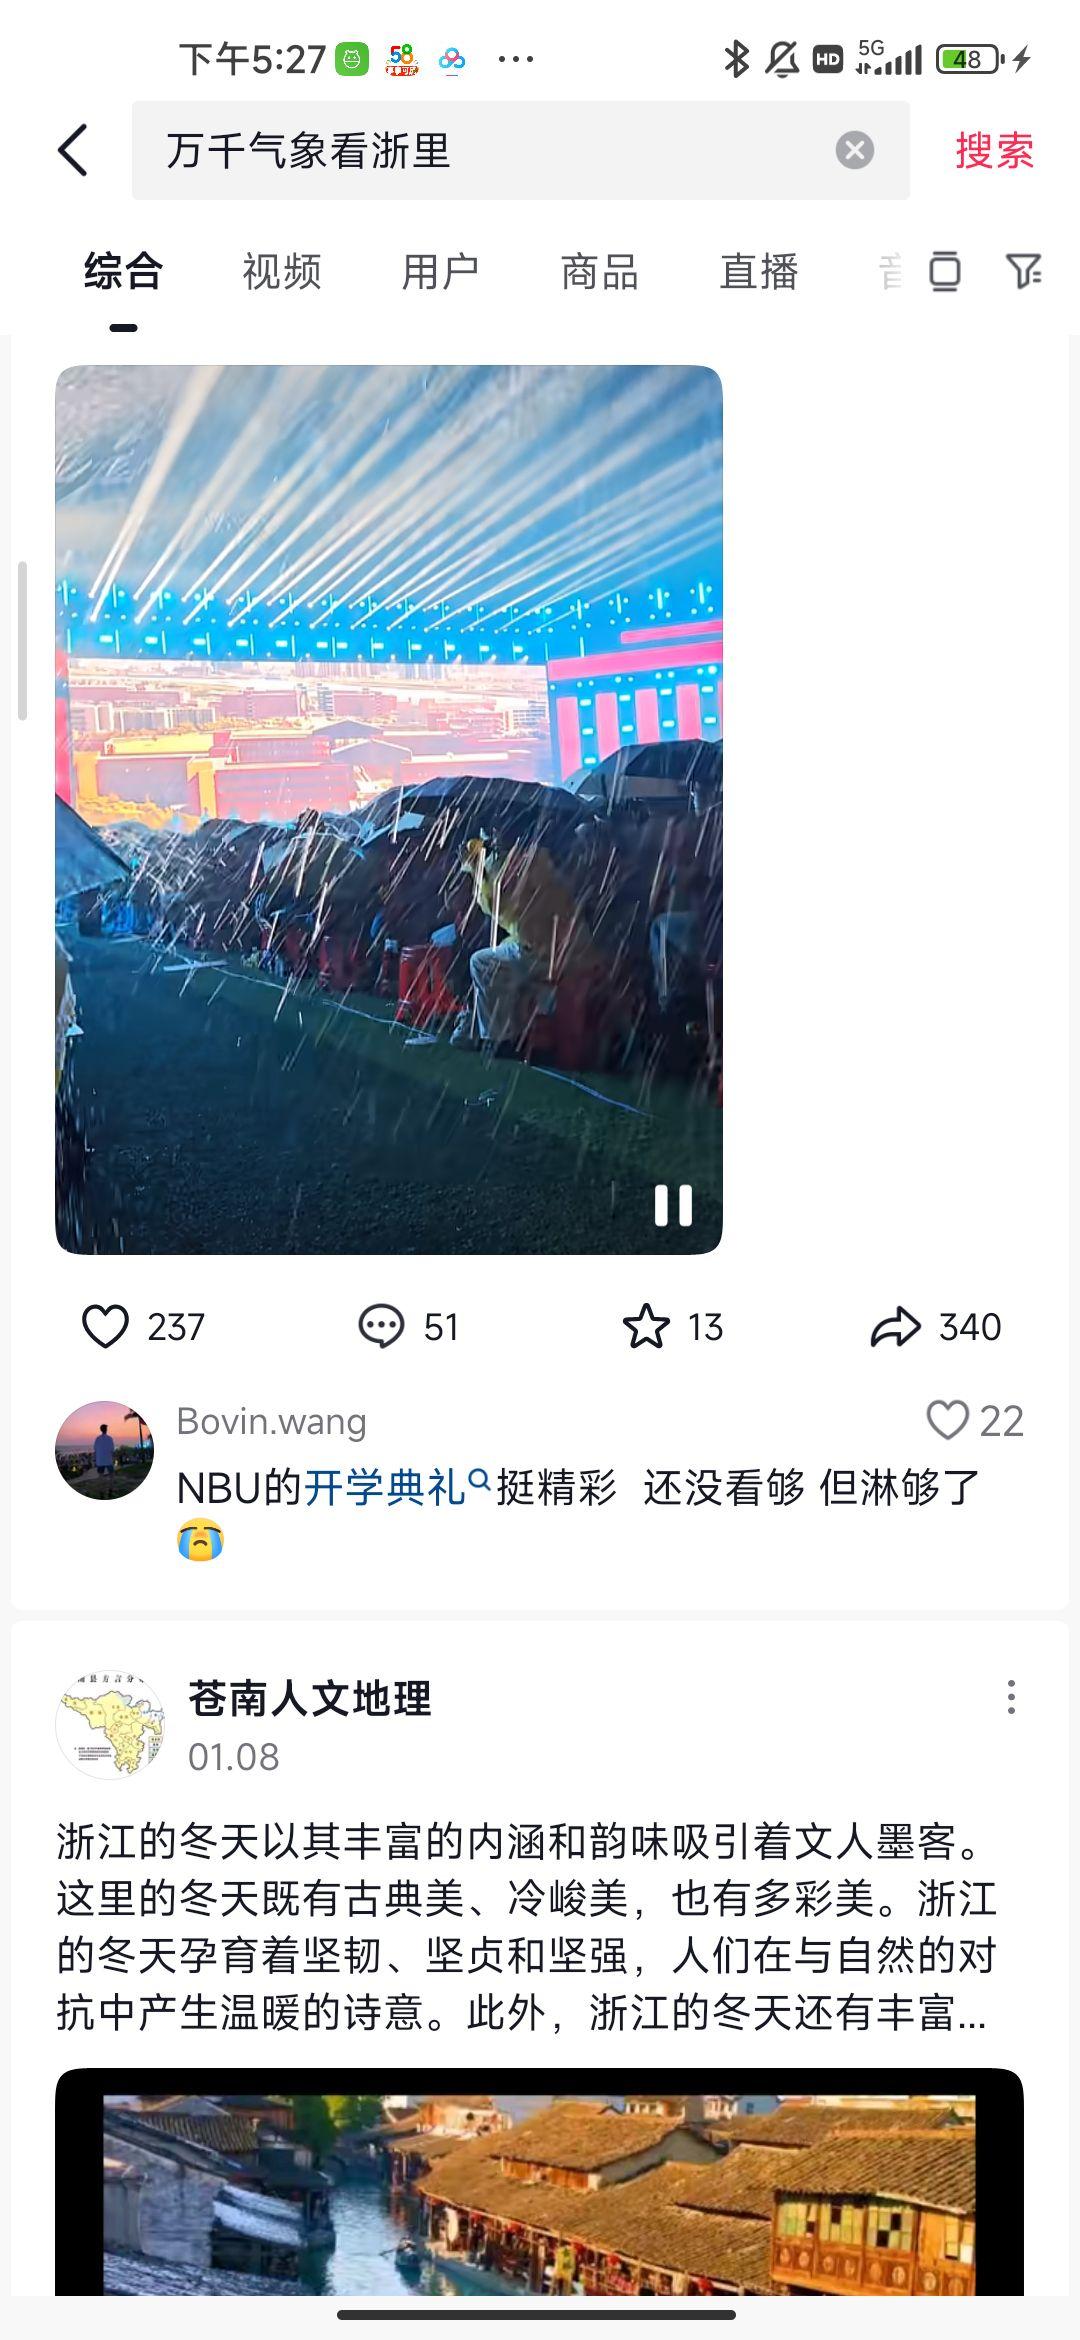 下午5:27
58
HD
5G
48
万千气象看浙里
搜索
综合
视频
用户
商品
直播
237
51
13
340
Bovin.wang
22
NBU的开学典礼挺精彩 还没看够 但淋够了
😭
苍南人文地理
01.08
浙江的冬天以其丰富的内涵和韵味吸引着文人墨客。
这里的冬天既有古典美、冷峻美，也有多彩美。浙江
的冬天孕育着坚韧、坚贞和坚强，人们在与自然的对
抗中产生温暖的诗意。此外，浙江的冬天还有丰富...